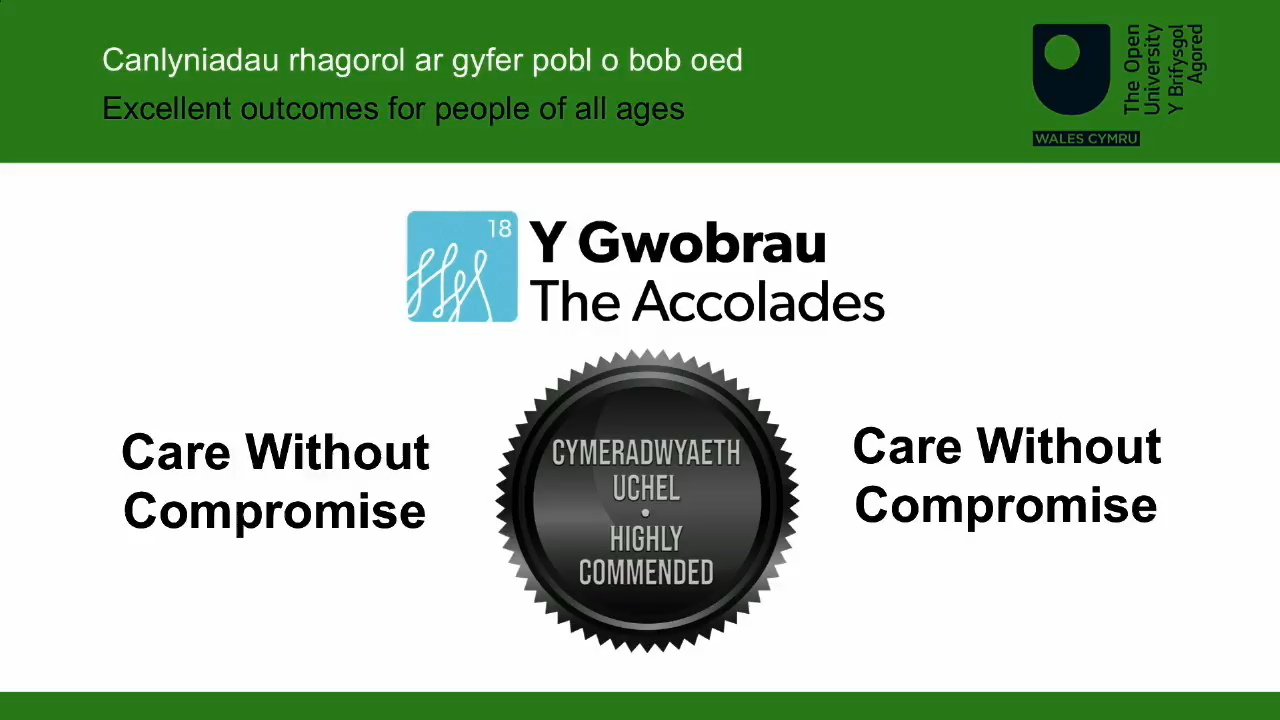 Canlyniadau rhagorol ar gyfer pobl o bob oed
Excellent outcomes for people of all ages
The Open
University
Y Brifysgol
Agored
WALES CYMRU
18
Y Gwobrau
The Accolades
Care Without
Compromise
CYMERADWYAETH
UCHEL
•
HIGHLY
COMMENDED
Care Without
Compromise